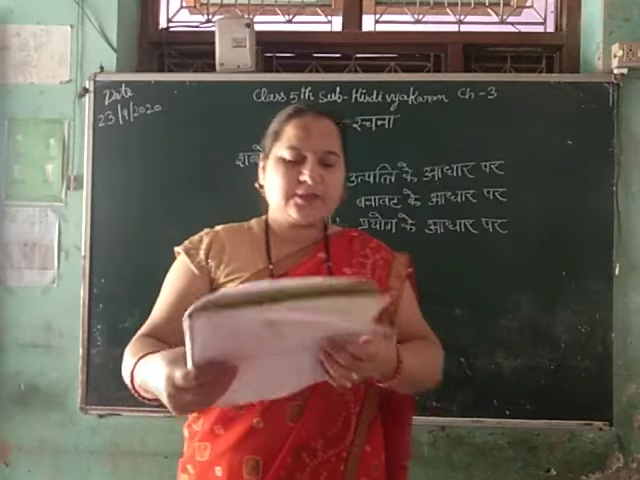 Date
23/9/2020
Class 5th Sub-Hindi vyakaran Ch-3
-रचना
उत्पत्ति के आधार पर
बनावट के आधार पर
प्रयोग के आधार पर